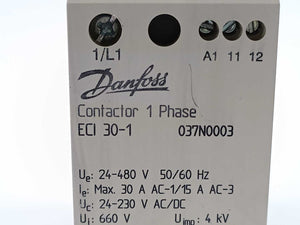 1/L1 A1 11 12
Danfoss
Contactor 1 Phase
ECI 30-1 037N0003
Ue: 24-480 V 50/60 Hz
Ie: Max. 30 A AC-1/15 A AC-3
Uc: 24-230 V AC/DC
Ui: 660 V Uimp: 4 kV